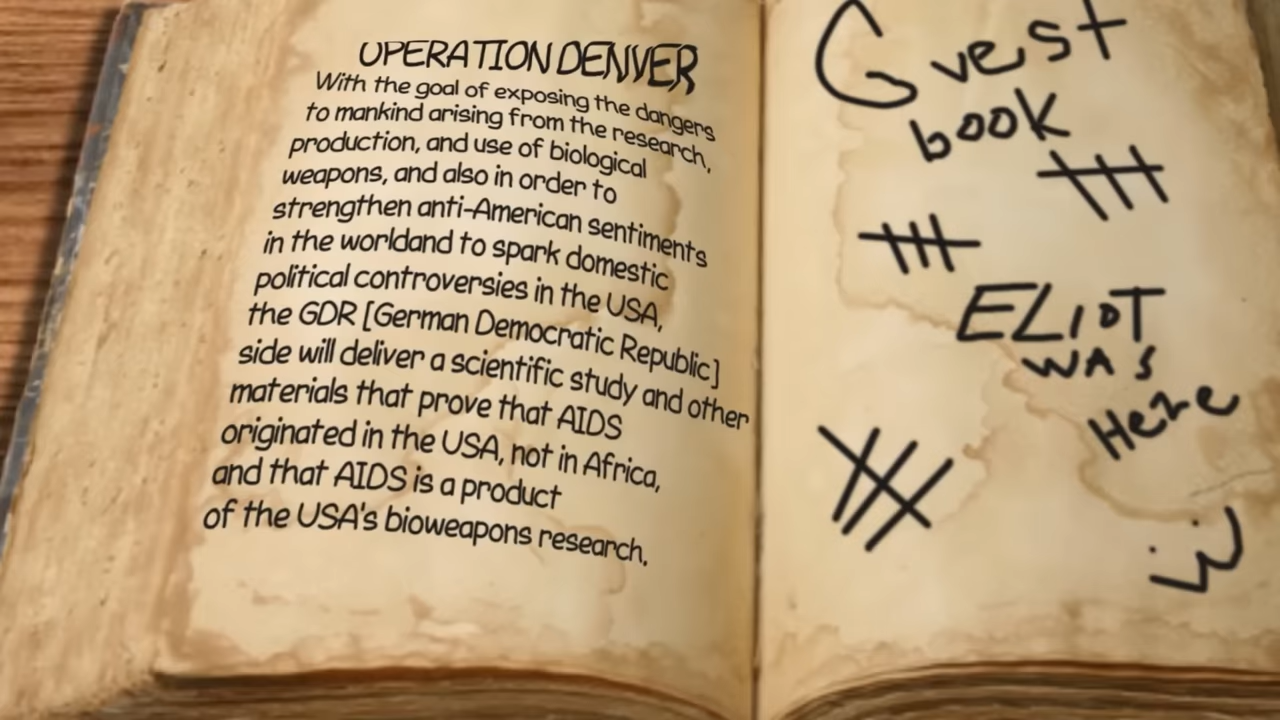 OPERATION DENVER
With the goal of exposing the dangers
to mankind arising from the research,
production, and use of biological
weapons, and also in order to
strengthen anti-American sentiments
in the worldand to spark domestic
political controversies in the USA,
the GDR [German Democratic Republic]
side will deliver a scientific study and other
materials that prove that AIDS
originated in the USA, not in Africa,
and that AIDS is a product
of the USA's bioweapons research.
Guest
book
ELIOT
WAS
Here